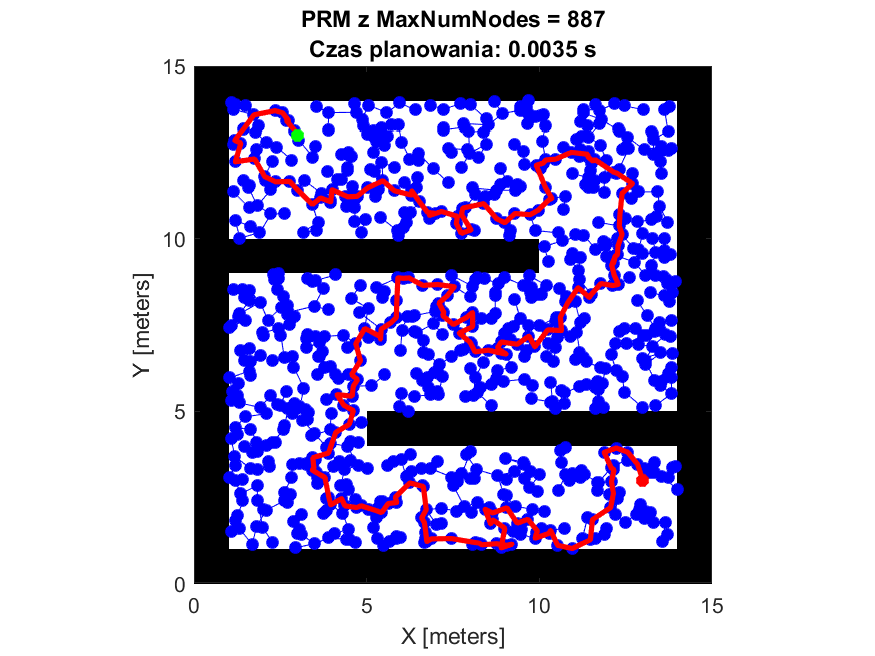 PRM z MaxNumNodes = 887
Czas planowania: 0.0035 s
15
10
5
0
Y [meters]
0 5 10 15
X [meters]